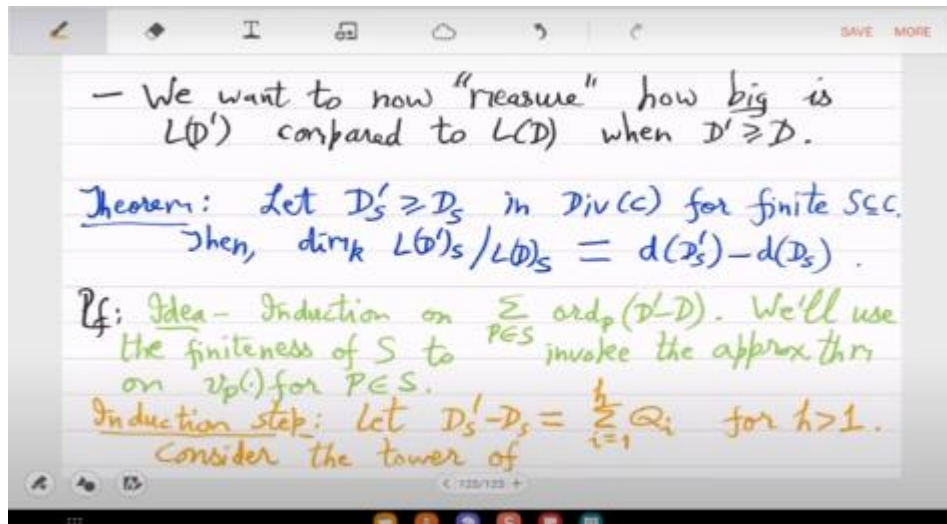 SAVE MORE
- We want to now "measure" how big is
L(D') compared to L(D) when D' ≥ D.
Theorem: Let D'_S ≥ D_S in Div(C) for finite S⊆C.
Then, dim_k L(D')_S / L(D)_S = d(D'_S) - d(D_S).
Pf: Idea - Induction on Σ_{P∈S} ord_P(D'-D). We'll use
the finiteness of S to invoke the approx thm
on v_P(·) for P∈S.
Induction step: Let D'_S - D_S = Σ_{i=1}^h Q_i for h>1.
Consider the tower of
< 123/123 +